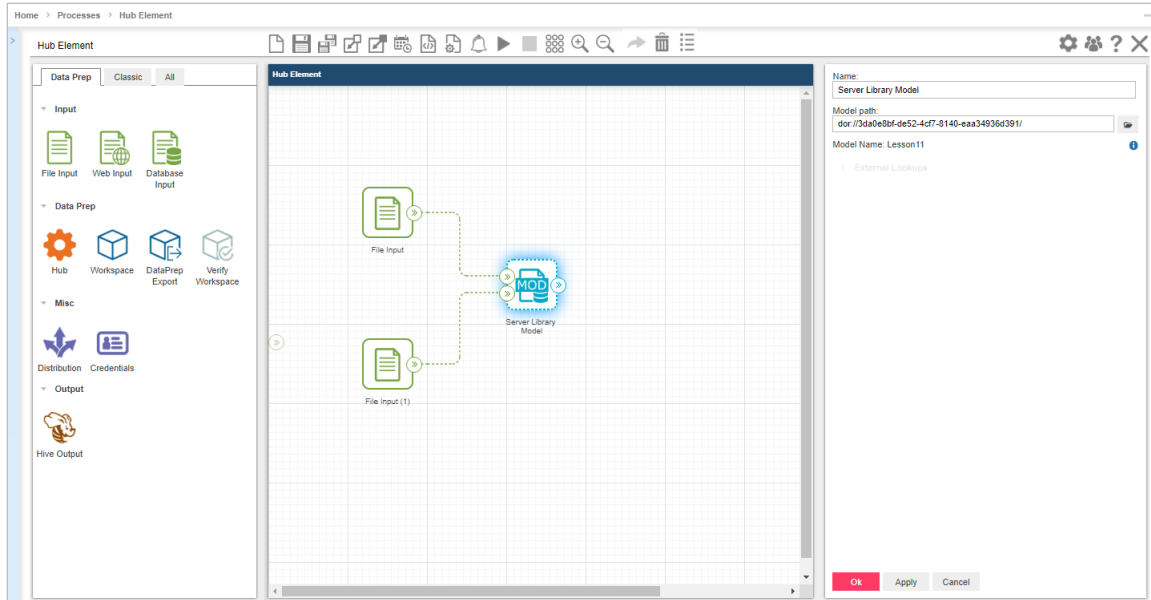 Home > Processes > Hub Element
Hub Element
Data Prep Classic All
Input
File Input Web Input Database Input
Data Prep
Hub Workspace DataPrep Export Verify Workspace
Misc
Distribution Credentials
Output
Hive Output
Hub Element
File Input
MOD
Server Library
Model
File Input (1)
Name:
Server Library Model
Model path:
dor://3da0e8bf-de52-4cf7-8140-eaa34936d391/
Model Name: Lesson11
External Lookups
Ok Apply Cancel